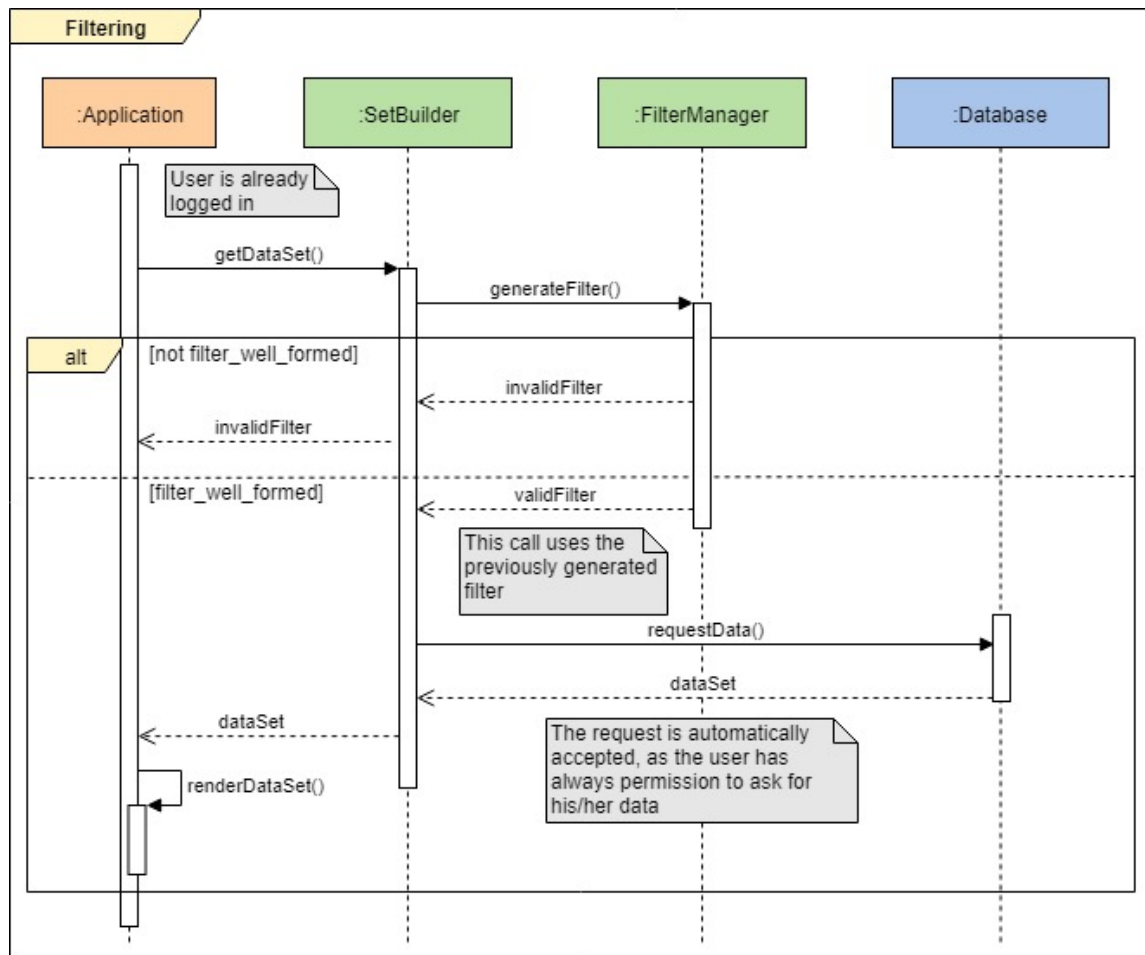 Filtering
:Application
:SetBuilder
:FilterManager
:Database
User is already
logged in
getDataSet()
generateFilter()
alt
[not filter_well_formed]
invalidFilter
invalidFilter
[filter_well_formed]
validFilter
This call uses the
previously generated
filter
requestData()
dataSet
dataSet
The request is automatically
accepted, as the user has
always permission to ask for
his/her data
renderDataSet()